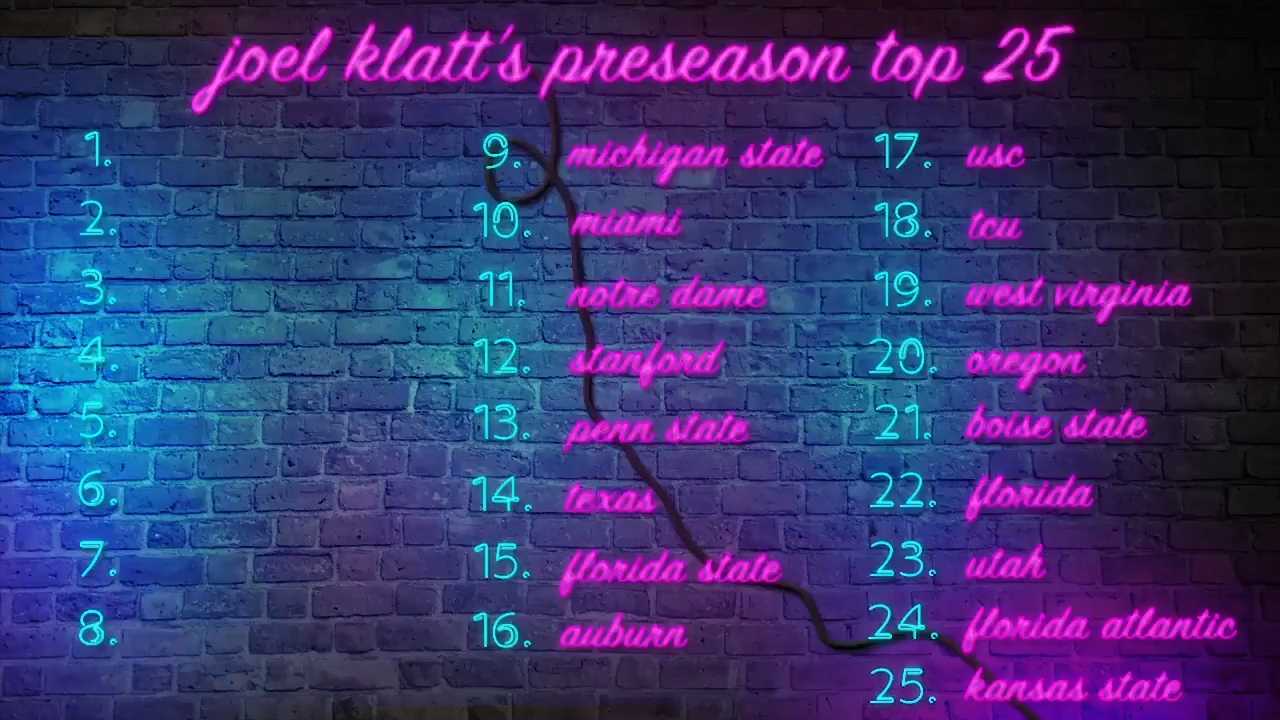 joel klatt's preseason top 25
1.
2.
3.
4.
5.
6.
7.
8.
9. michigan state
10. miami
11. notre dame
12. stanford
13. penn state
14. texas
15. florida state
16. auburn
17. usc
18. tcu
19. west virginia
20. oregon
21. boise state
22. florida
23. utah
24. florida atlantic
25. kansas state